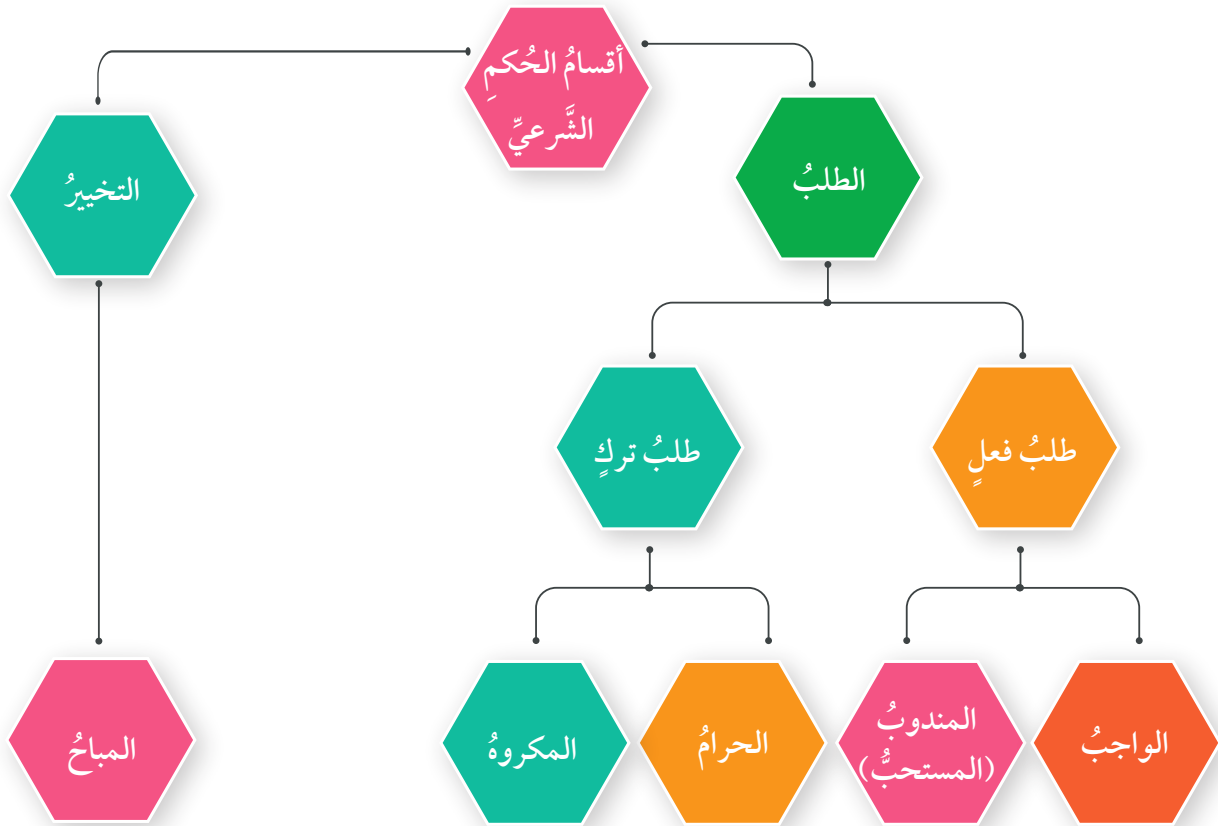 أقسامُ الحُكمِ
الشَّرعيِّ
الطلبُ
التخييرُ
طلبُ فعلٍ
طلبُ تركٍ
الواجبُ
المندوبُ
(المستحبُّ)
الحرامُ
المكروهُ
المباحُ